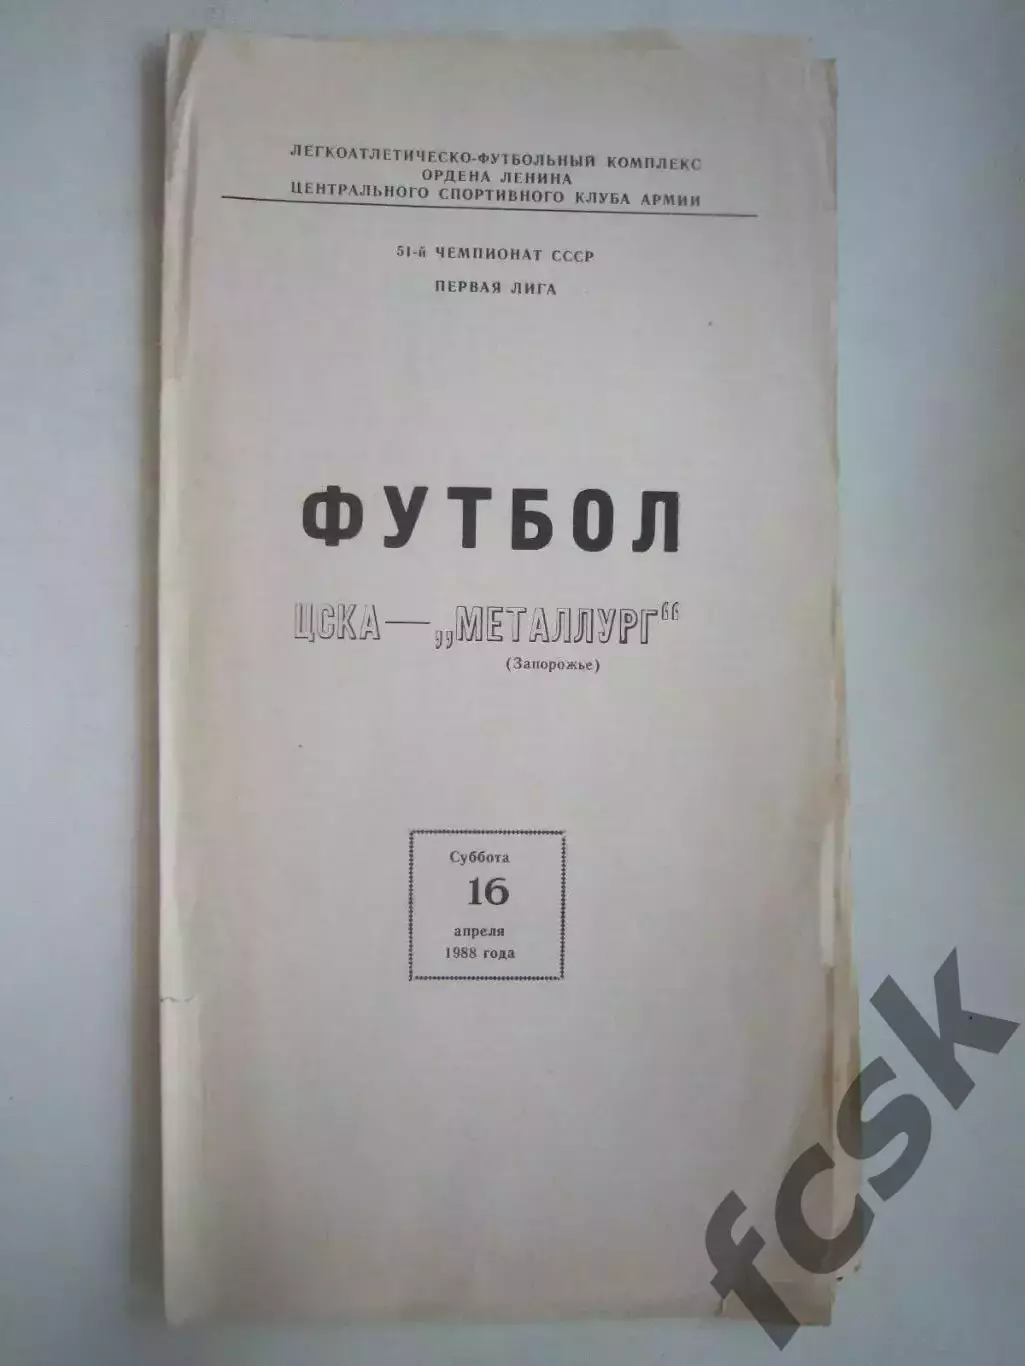 ЛЕГКОАТЛЕТИЧЕСКО-ФУТБОЛЬНЫЙ КОМПЛЕКС
ОРДЕНА ЛЕНИНА
ЦЕНТРАЛЬНОГО СПОРТИВНОГО КЛУБА АРМИИ
51-й ЧЕМПИОНАТ СССР
ПЕРВАЯ ЛИГА
ФУТБОЛ
ЦСКА — „МЕТАЛЛУРГ“
(Запорожье)
Суббота
16
апреля
1988 года
fcsk